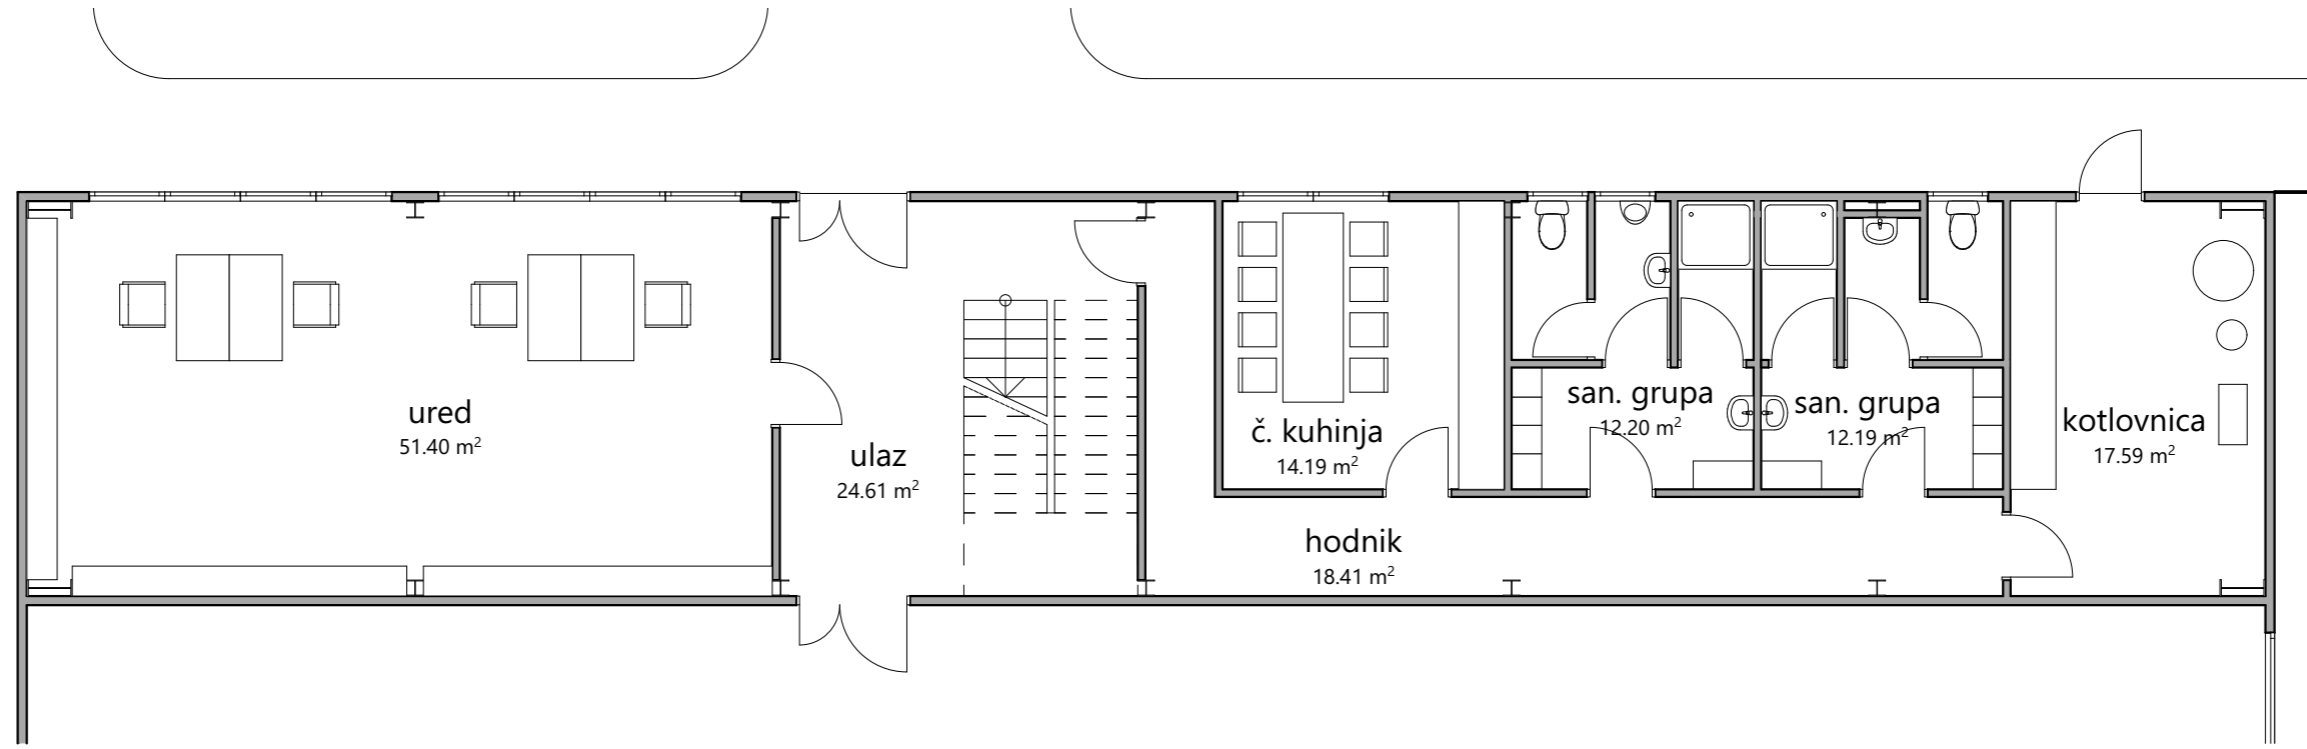 ured
51.40 m²
ulaz
24.61 m²
č. kuhinja
14.19 m²
hodnik
18.41 m²
san. grupa
12.20 m²
san. grupa
12.19 m²
kotlovnica
17.59 m²